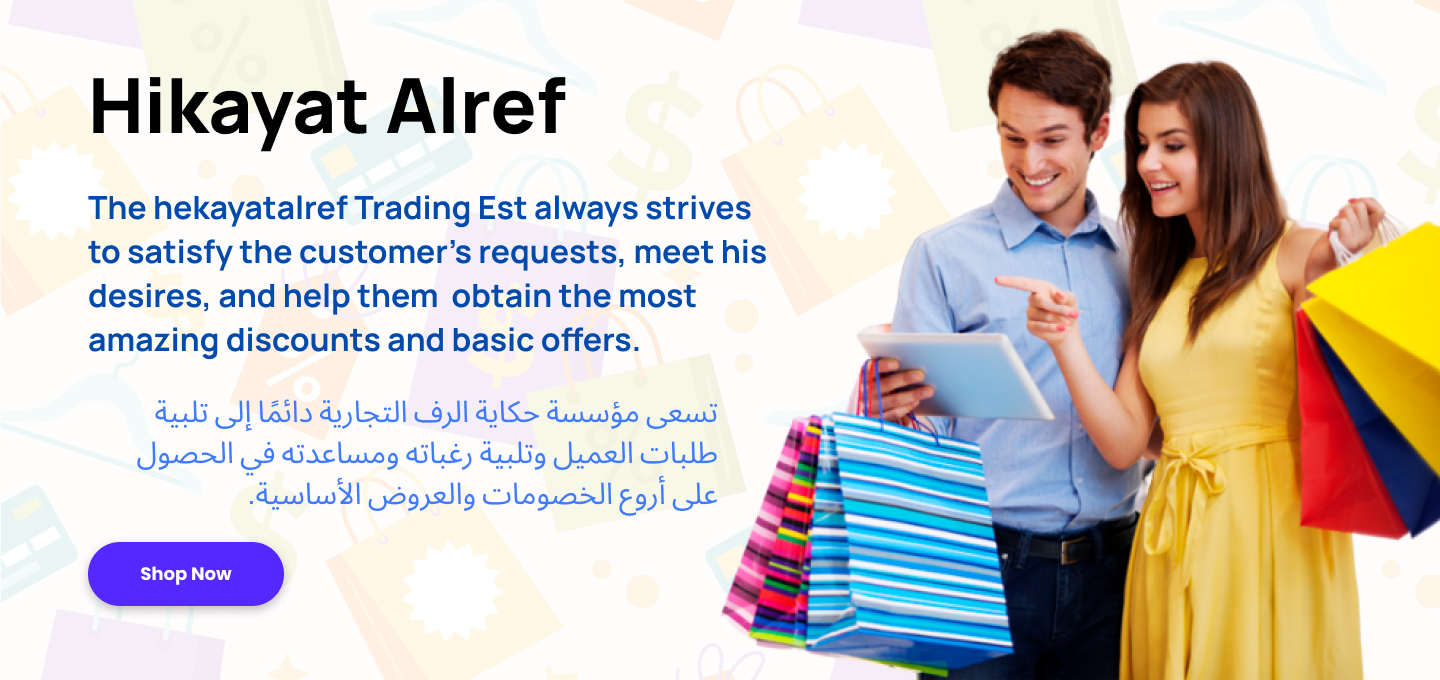 Hikayat Alref
The hekayatalref Trading Est always strives
to satisfy the customer's requests, meet his
desires, and help them  obtain the most
amazing discounts and basic offers.
تسعى مؤسسة حكاية الرف التجارية دائمًا إلى تلبية
طلبات العميل وتلبية رغباته ومساعدته في الحصول
على أروع الخصومات والعروض الأساسية.
Shop Now